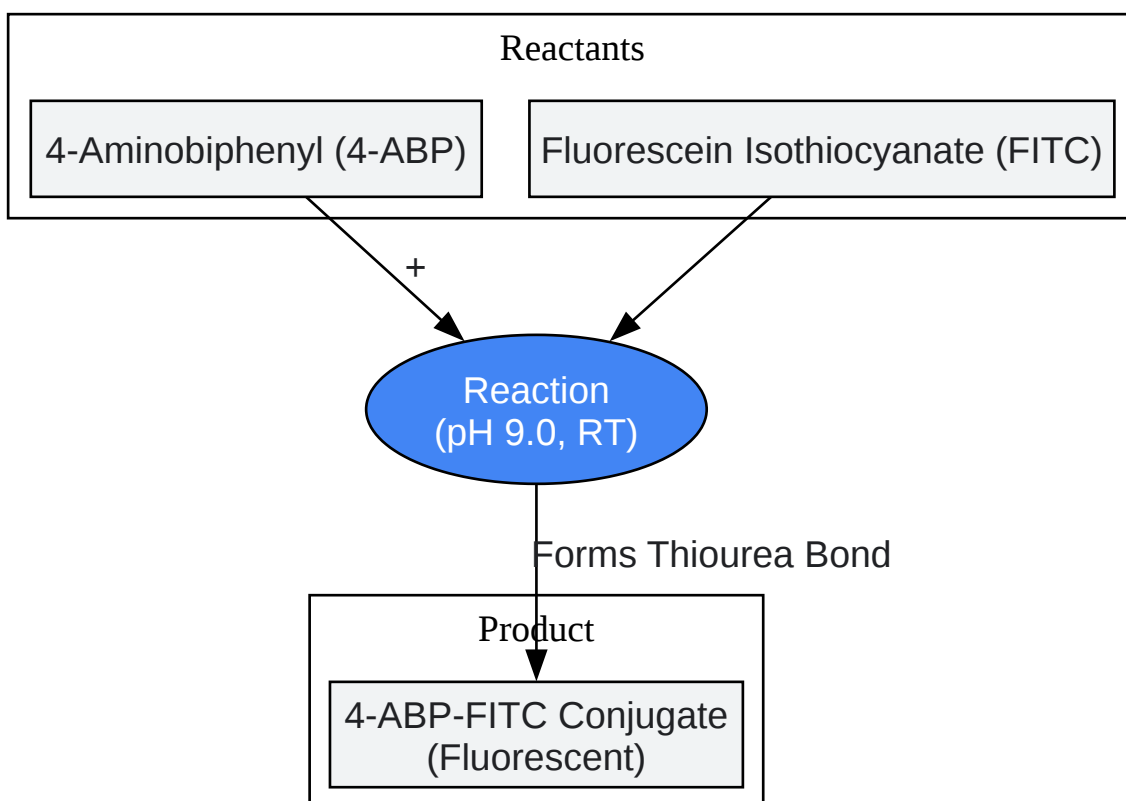 Reactants
4-Aminobiphenyl (4-ABP)
Fluorescein Isothiocyanate (FITC)
+
Reaction
(pH 9.0, RT)
Forms Thiourea Bond
Product
4-ABP-FITC Conjugate
(Fluorescent)